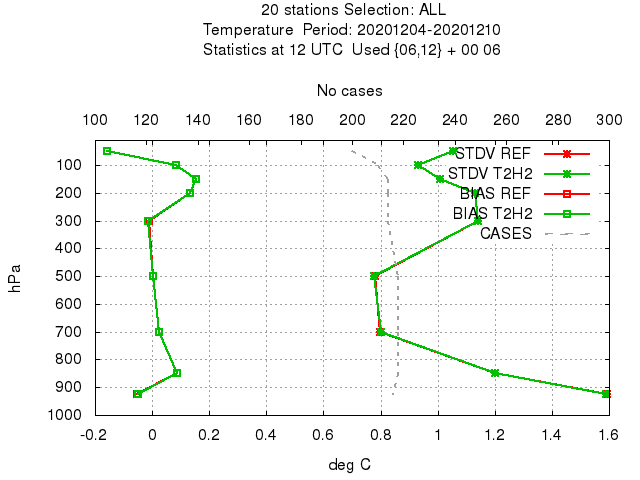 20 stations Selection: ALL
Temperature Period: 20201204-20201210
Statistics at 12 UTC Used {06,12} + 00 06
No cases
100 120 140 160 180 200 220 240 260 280 300
STDV REF
STDV T2H2
BIAS REF
BIAS T2H2
CASES
hPa
100
200
300
400
500
600
700
800
900
1000
-0.2 0 0.2 0.4 0.6 0.8 1 1.2 1.4 1.6
deg C